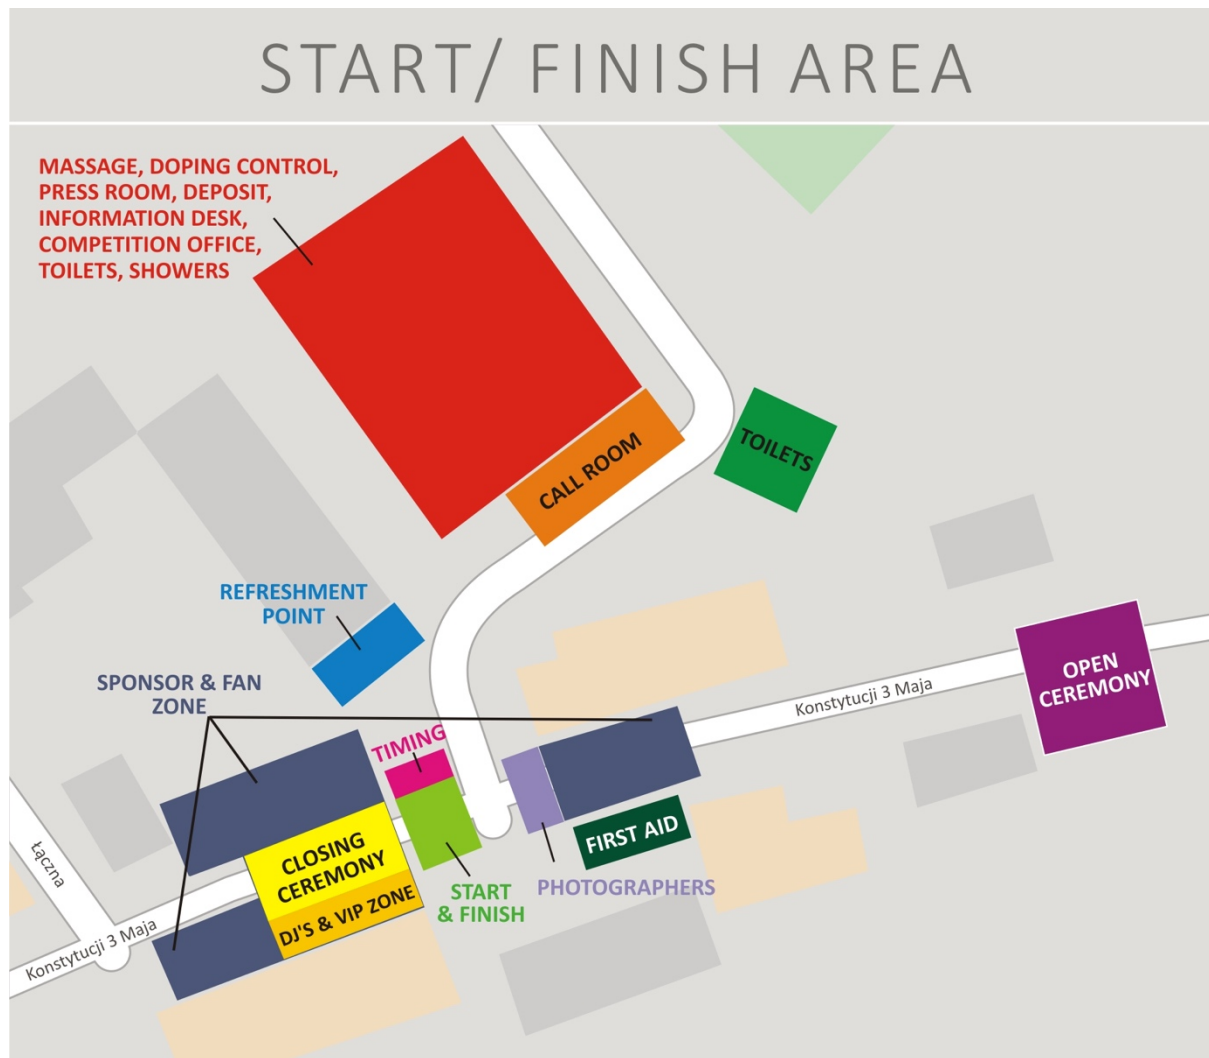 START/ FINISH AREA
MASSAGE, DOPING CONTROL,
PRESS ROOM, DEPOSIT,
INFORMATION DESK,
COMPETITION OFFICE,
TOILETS, SHOWERS
CALL ROOM
TOILETS
REFRESHMENT
POINT
SPONSOR & FAN
ZONE
OPEN
CEREMONY
Konstytucji 3 Maja
TIMING
FIRST AID
CLOSING
CEREMONY
PHOTOGRAPHERS
START
& FINISH
DJ'S & VIP ZONE
Łączna
Konstytucji 3 Maja